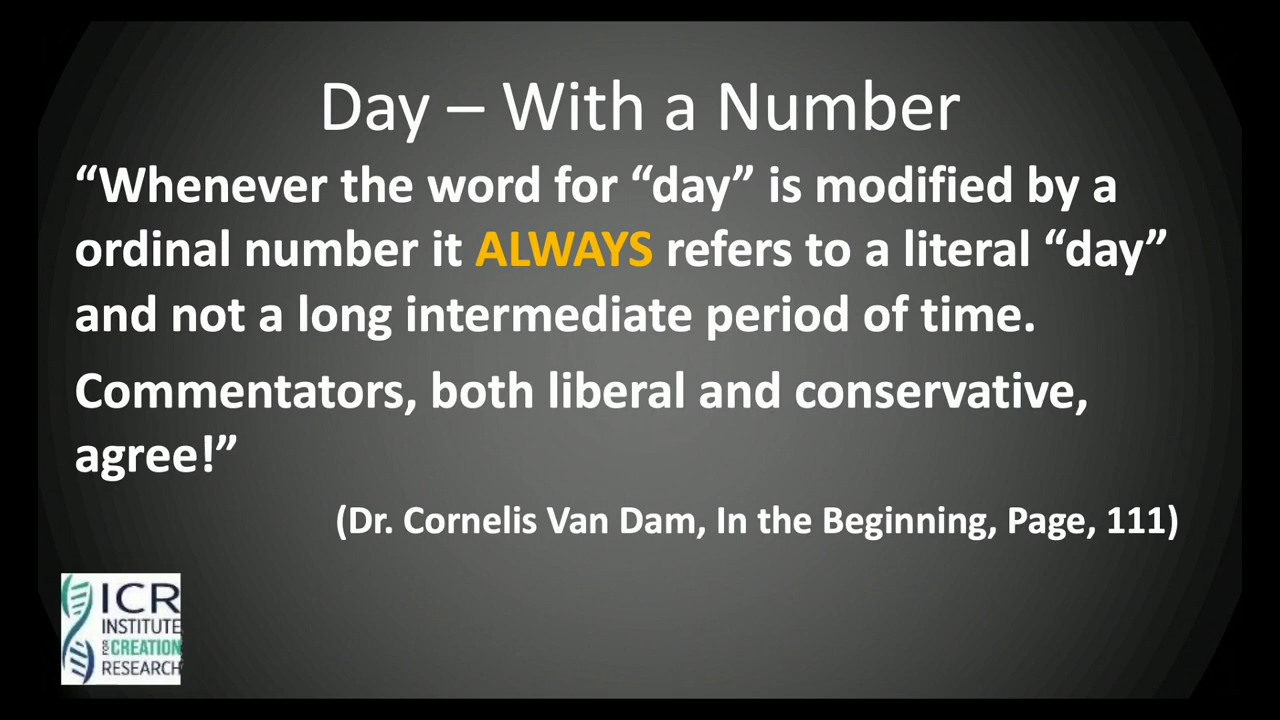 Day – With a Number
“Whenever the word for “day” is modified by a
ordinal number it ALWAYS refers to a literal “day”
and not a long intermediate period of time.
Commentators, both liberal and conservative,
agree!”
(Dr. Cornelis Van Dam, In the Beginning, Page, 111)
ICR
INSTITUTE
FOR CREATION
RESEARCH